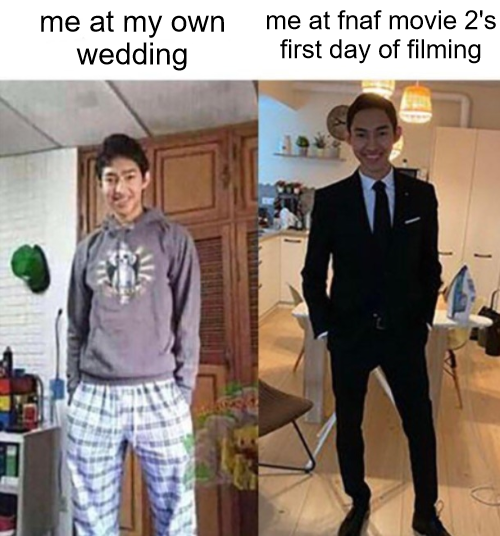 me at my own
wedding
me at fnaf movie 2's
first day of filming